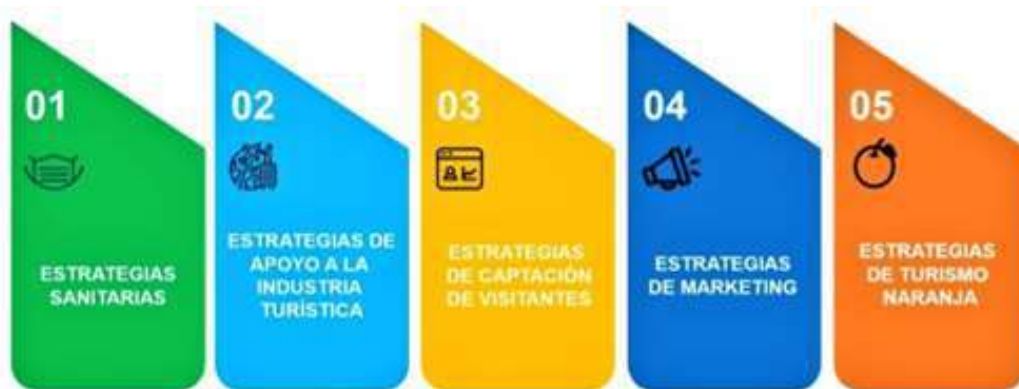 01
ESTRATEGIAS
SANITARIAS
02
ESTRATEGIAS DE
APOYO A LA
INDUSTRIA
TURÍSTICA
03
ESTRATEGIAS
DE CAPTACIÓN
DE VISITANTES
04
ESTRATEGIAS
DE MARKETING
05
ESTRATEGIAS
DE TURISMO
NARANJA